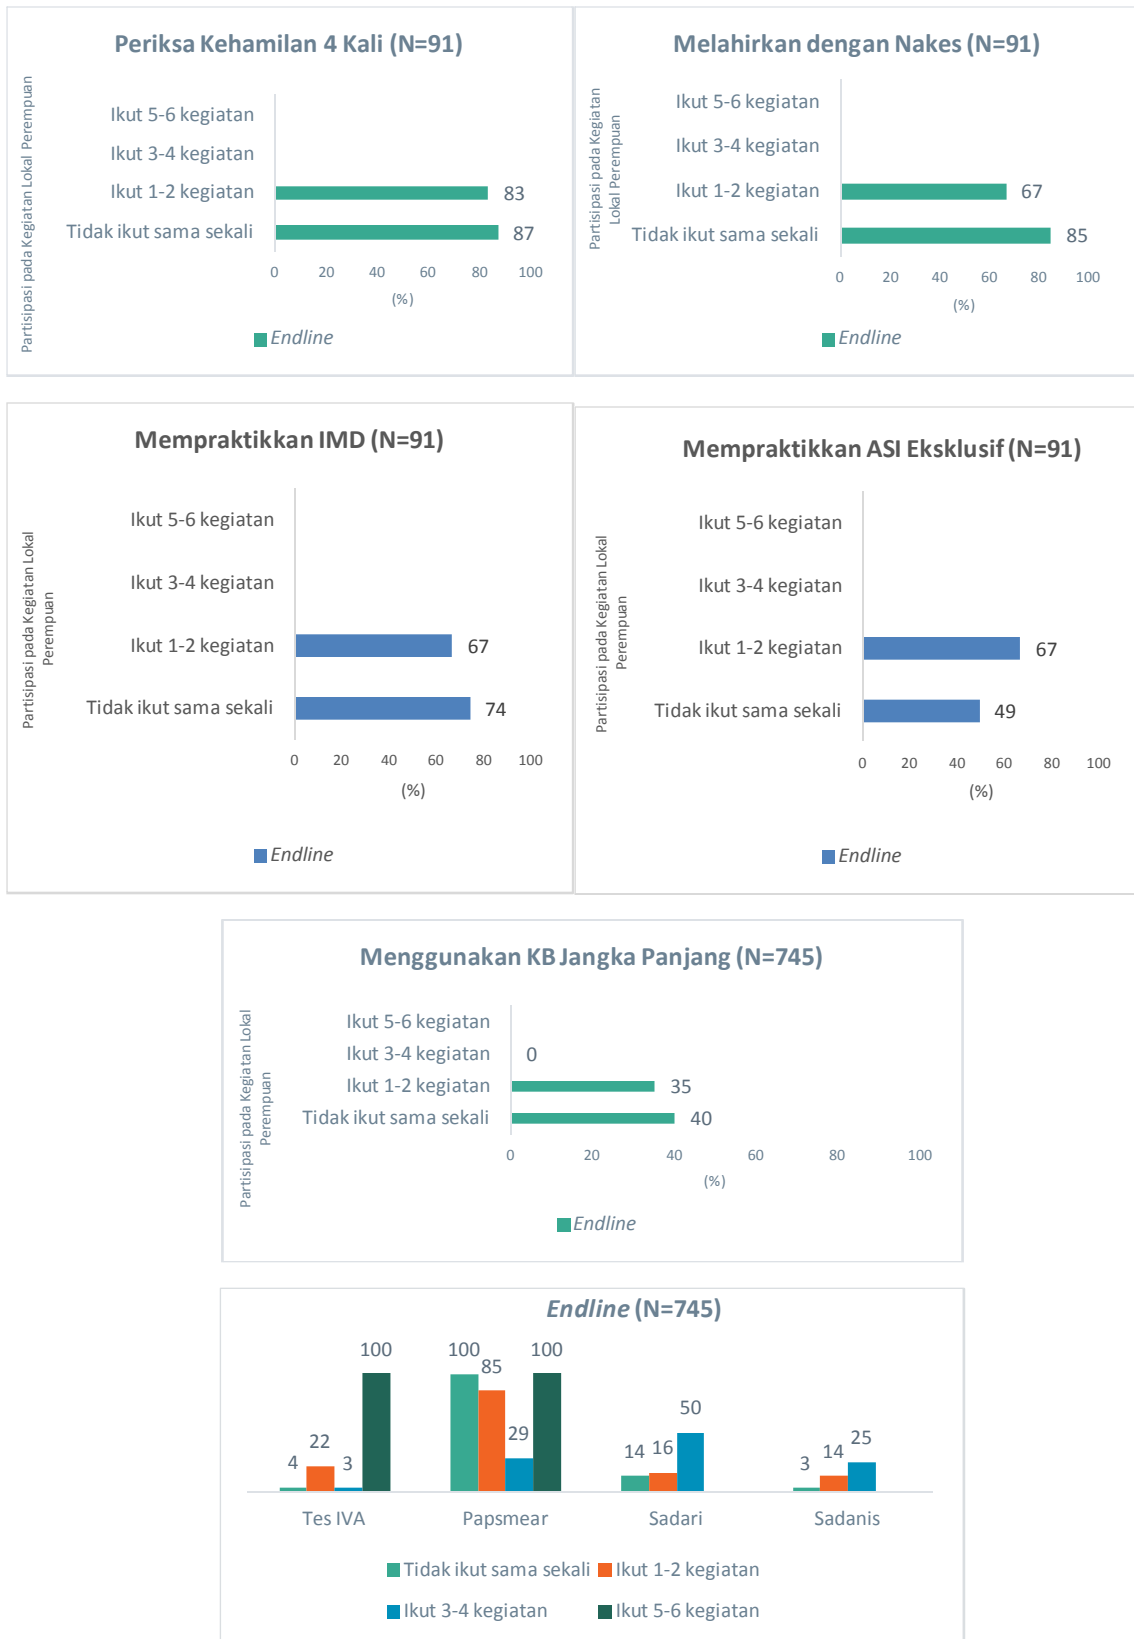 Periksa Kehamilan 4 Kali (N=91)
Partisipasi pada Kegiatan Lokal Perempuan
Ikut 5-6 kegiatan
Ikut 3-4 kegiatan
Ikut 1-2 kegiatan
83
Tidak ikut sama sekali
87
0 20 40 60 80 100
(%)
Endline
Melahirkan dengan Nakes (N=91)
Partisipasi pada Kegiatan
Lokal Perempuan
Ikut 5-6 kegiatan
Ikut 3-4 kegiatan
Ikut 1-2 kegiatan
67
Tidak ikut sama sekali
85
0 20 40 60 80 100
(%)
Endline
Mempraktikkan IMD (N=91)
Partisipasi pada Kegiatan Lokal
Perempuan
Ikut 5-6 kegiatan
Ikut 3-4 kegiatan
Ikut 1-2 kegiatan
67
Tidak ikut sama sekali
74
0 20 40 60 80 100
(%)
Endline
Mempraktikkan ASI Eksklusif (N=91)
Partisipasi pada Kegiatan Lokal
Perempuan
Ikut 5-6 kegiatan
Ikut 3-4 kegiatan
Ikut 1-2 kegiatan
67
Tidak ikut sama sekali
49
0 20 40 60 80 100
(%)
Endline
Menggunakan KB Jangka Panjang (N=745)
Partisipasi pada Kegiatan Lokal
Perempuan
Ikut 5-6 kegiatan
Ikut 3-4 kegiatan
0
Ikut 1-2 kegiatan
35
Tidak ikut sama sekali
40
0 20 40 60 80 100
(%)
Endline
Endline (N=745)
4 22 3 100
100 85 29 100
14 16 50
3 14 25
Tes IVA Papsmear Sadari Sadanis
Tidak ikut sama sekali Ikut 1-2 kegiatan
Ikut 3-4 kegiatan Ikut 5-6 kegiatan